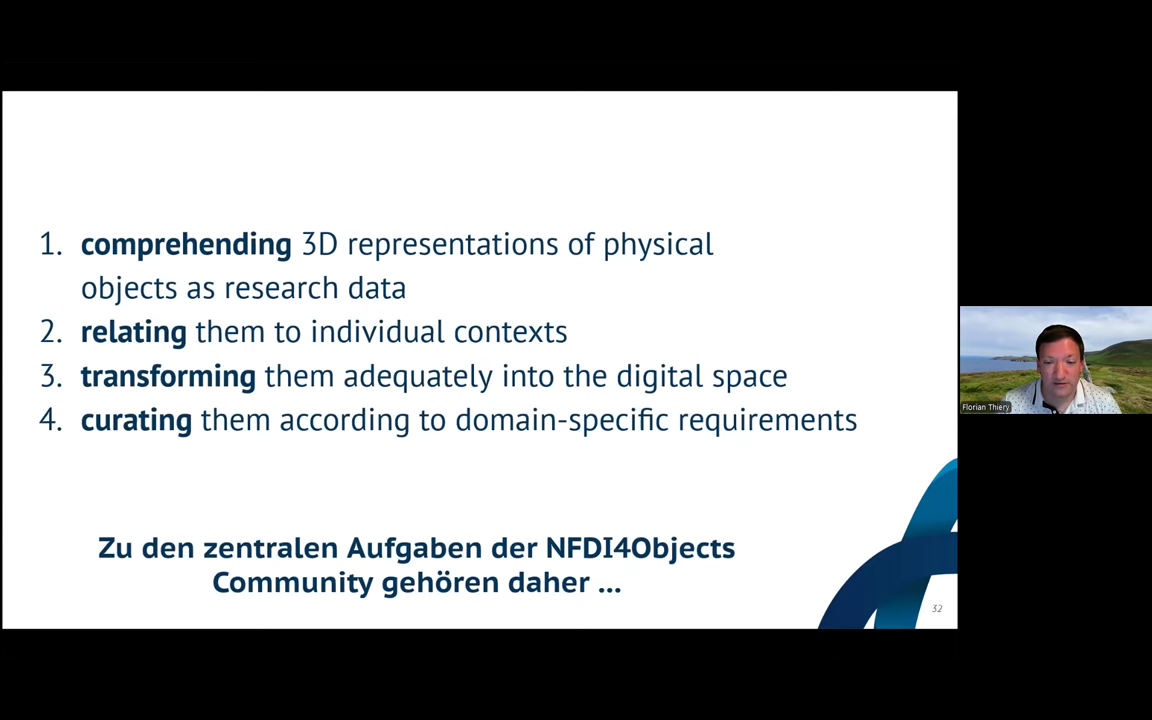 1. comprehending 3D representations of physical
objects as research data
2. relating them to individual contexts
3. transforming them adequately into the digital space
4. curating them according to domain-specific requirements
Zu den zentralen Aufgaben der NFDI4Objects
Community gehören daher ...
32
Florian Thiery